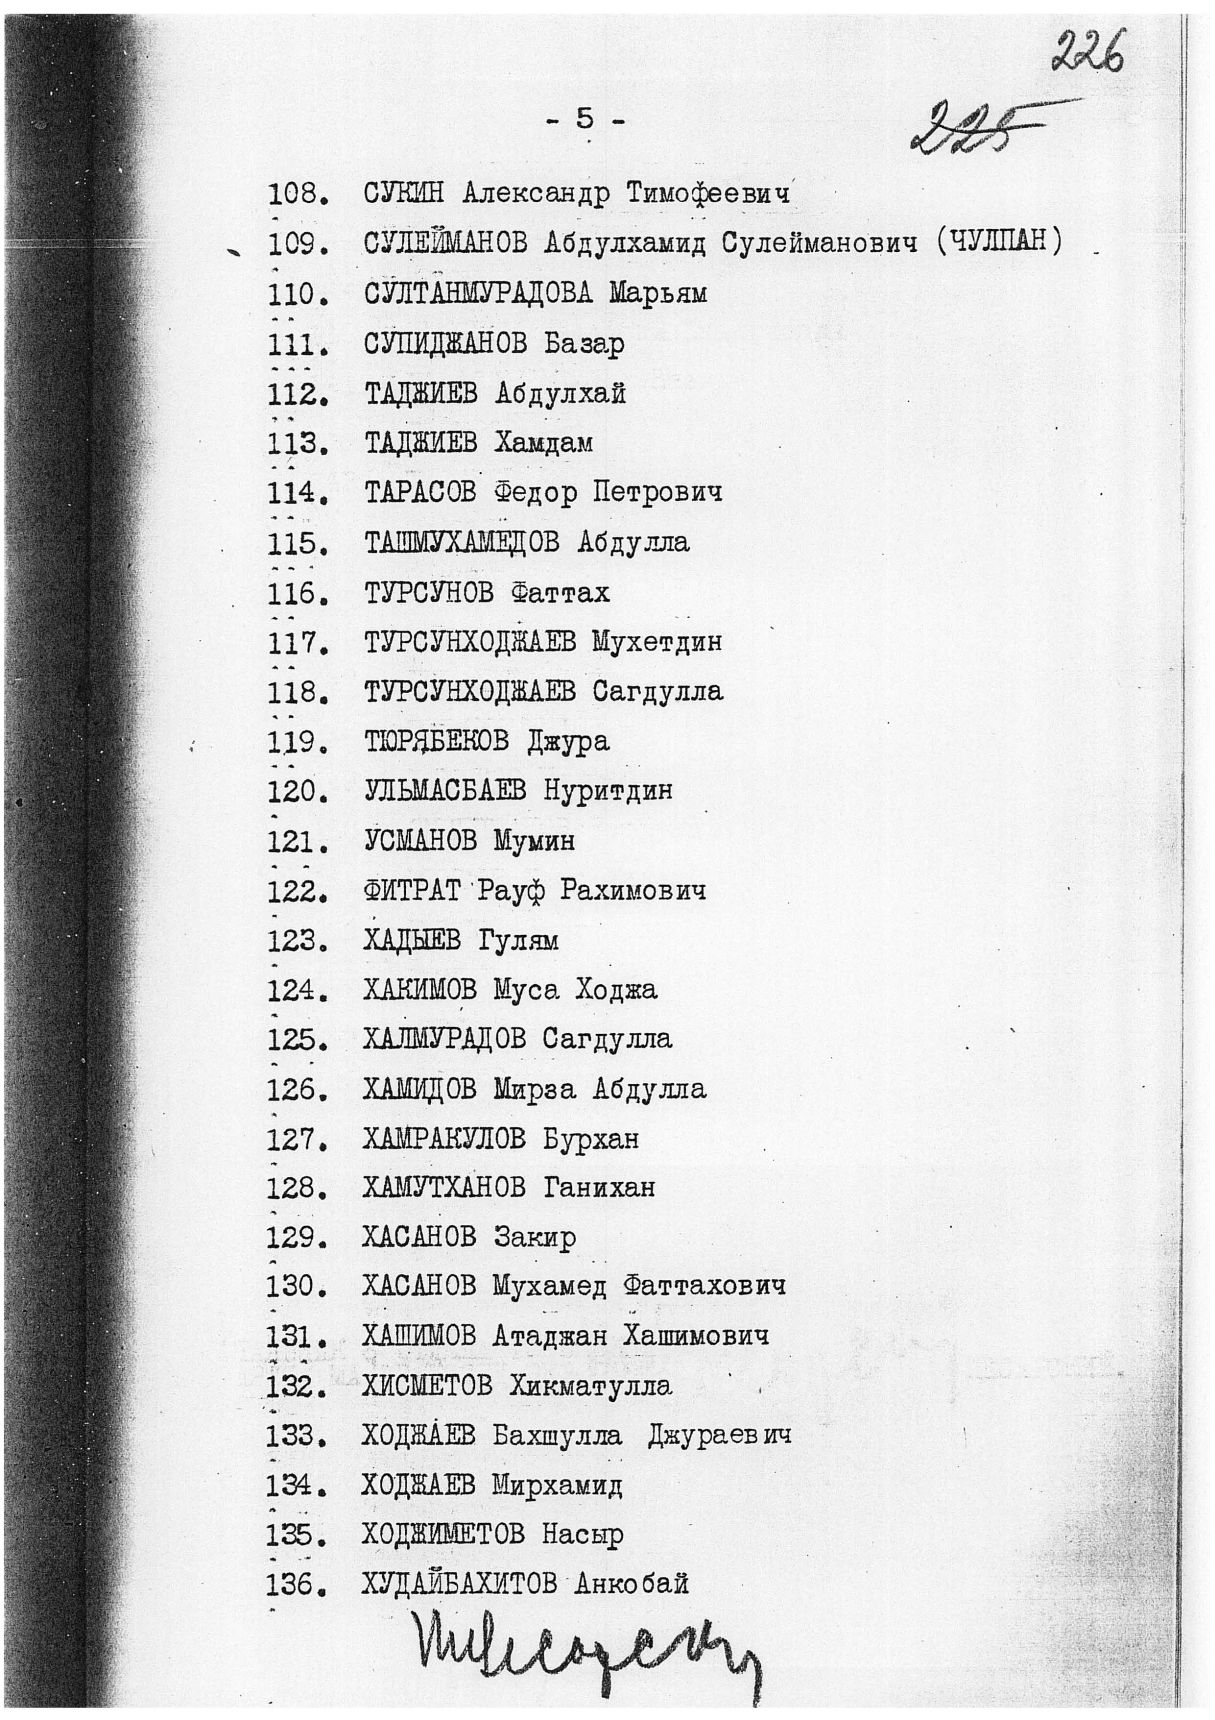 226
- 5 -
225
108. СУКИН Александр Тимофеевич
109. СУЛЕЙМАНОВ Абдулхамид Сулейманович (ЧУЛПАН)
110. СУЛТАНМУРАДОВА Марьям
111. СУПИДЖАНОВ Базар
112. ТАДЖИЕВ Абдулхай
113. ТАДЖИЕВ Хамдам
114. ТАРАСОВ Федор Петрович
115. ТАШМУХАМЕДОВ Абдулла
116. ТУРСУНОВ Фаттах
117. ТУРСУНХОДЖАЕВ Мухетдин
118. ТУРСУНХОДЖАЕВ Сагдулла
119. ТЮРЯБЕКОВ Джура
120. УЛЬМАСБАЕВ Нуритдин
121. УСМАНОВ Мумин
122. ФИТРАТ Рауф Рахимович
123. ХАДЫЕВ Гулям
124. ХАКИМОВ Муса Ходжа
125. ХАЛМУРАДОВ Сагдулла
126. ХАМИДОВ Мирза Абдулла
127. ХАМРАКУЛОВ Бурхан
128. ХАМУТХАНОВ Ганихан
129. ХАСАНОВ Закир
130. ХАСАНОВ Мухамед Фаттахович
131. ХАШИМОВ Атаджан Хашимович
132. ХИСМЕТОВ Хикматулла
133. ХОДЖАЕВ Бахшулла Джураевич
134. ХОДЖАЕВ Мирхамид
135. ХОДЖИМЕТОВ Насыр
136. ХУДАЙБАХИТОВ Анкобай